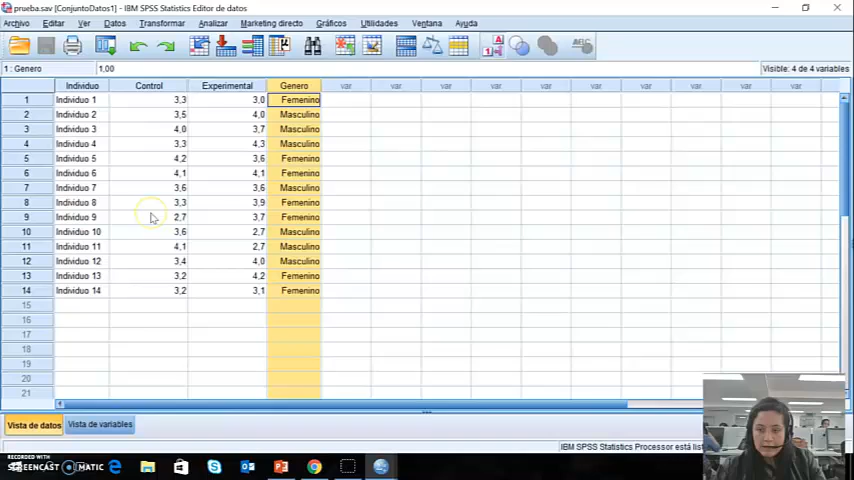 prueba.sav [ConjuntoDatos1] - IBM SPSS Statistics Editor de datos
Archivo Editar Ver Datos Transformar Analizar Marketing directo Gráficos Utilidades Ventana Ayuda
1 : Genero 1,00 Visible: 4 de 4 variables
Individuo Control Experimental Genero var var var var var var var var var var
1 Individuo 1 3,3 3,0 Femenino
2 Individuo 2 3,5 4,0 Masculino
3 Individuo 3 4,0 3,7 Masculino
4 Individuo 4 3,3 4,3 Masculino
5 Individuo 5 4,2 3,6 Femenino
6 Individuo 6 4,1 4,1 Femenino
7 Individuo 7 3,6 3,6 Masculino
8 Individuo 8 3,3 3,9 Femenino
9 Individuo 9 2,7 3,7 Femenino
10 Individuo 10 3,6 2,7 Masculino
11 Individuo 11 4,1 2,7 Masculino
12 Individuo 12 3,4 4,0 Masculino
13 Individuo 13 3,2 4,2 Femenino
14 Individuo 14 3,2 3,1 Femenino
15
16
17
18
19
20
21
Vista de datos Vista de variables
IBM SPSS Statistics Processor está
RECORDED WITH
SCREENCAST MATIC